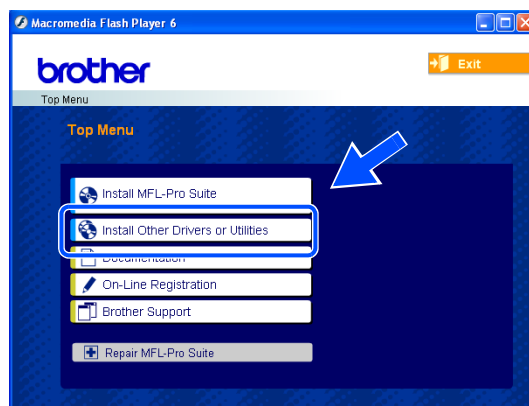 Macromedia Flash Player 6
brother
Exit
Top Menu
Top Menu
Install MFL-Pro Suite
Install Other Drivers or Utilities
Documentation
On-Line Registration
Brother Support
Repair MFL-Pro Suite